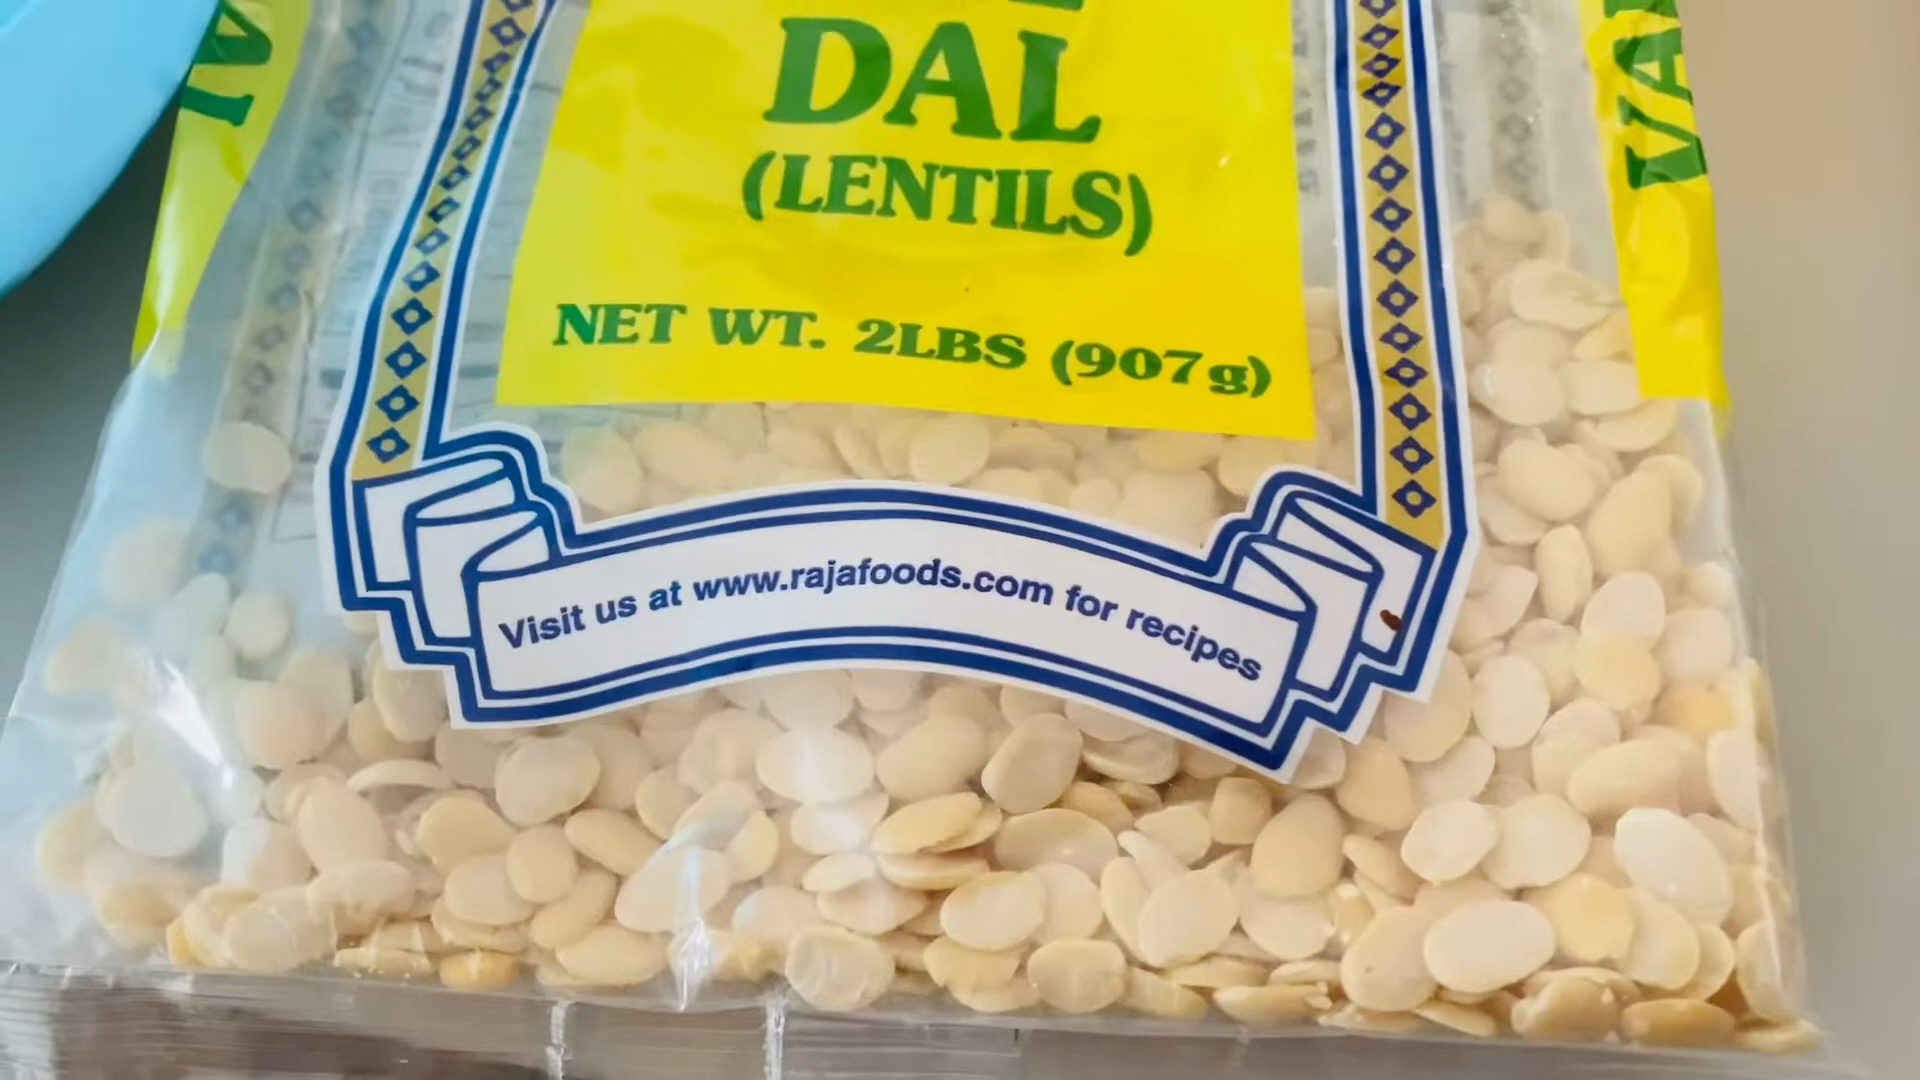 DAL
(LENTILS)
NET WT. 2LBS (907g)
Visit us at www.rajafoods.com for recipes